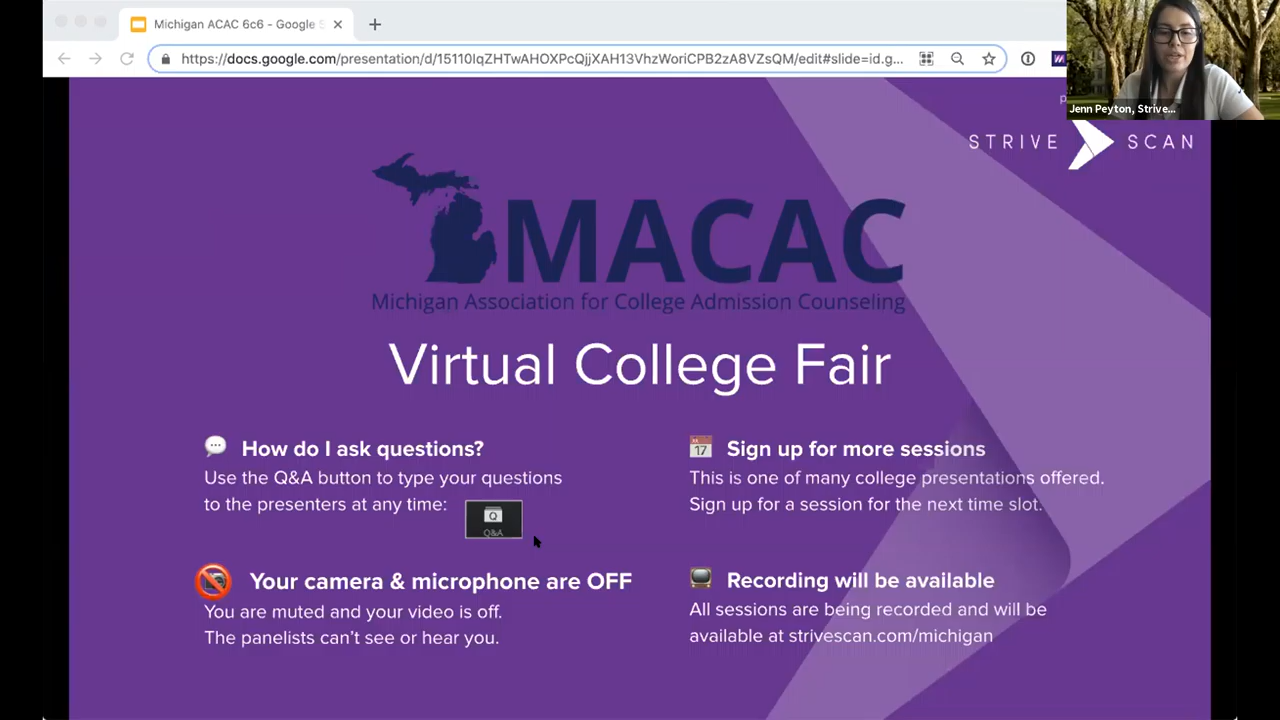 Michigan ACAC 6c6 - Google
https://docs.google.com/presentation/d/15110lqZHTwAHOXPcQjjXAH13VhzWoriCPB2zA8VZsQM/edit#slide=id.g...
Jenn Peyton, Strive...
STRIVE SCAN
MACAC
Michigan Association for College Admission Counseling
Virtual College Fair
How do I ask questions?
Use the Q&A button to type your questions
to the presenters at any time:
Q
Q&A
Sign up for more sessions
This is one of many college presentations offered.
Sign up for a session for the next time slot.
Your camera & microphone are OFF
You are muted and your video is off.
The panelists can't see or hear you.
Recording will be available
All sessions are being recorded and will be
available at strivescan.com/michigan
17